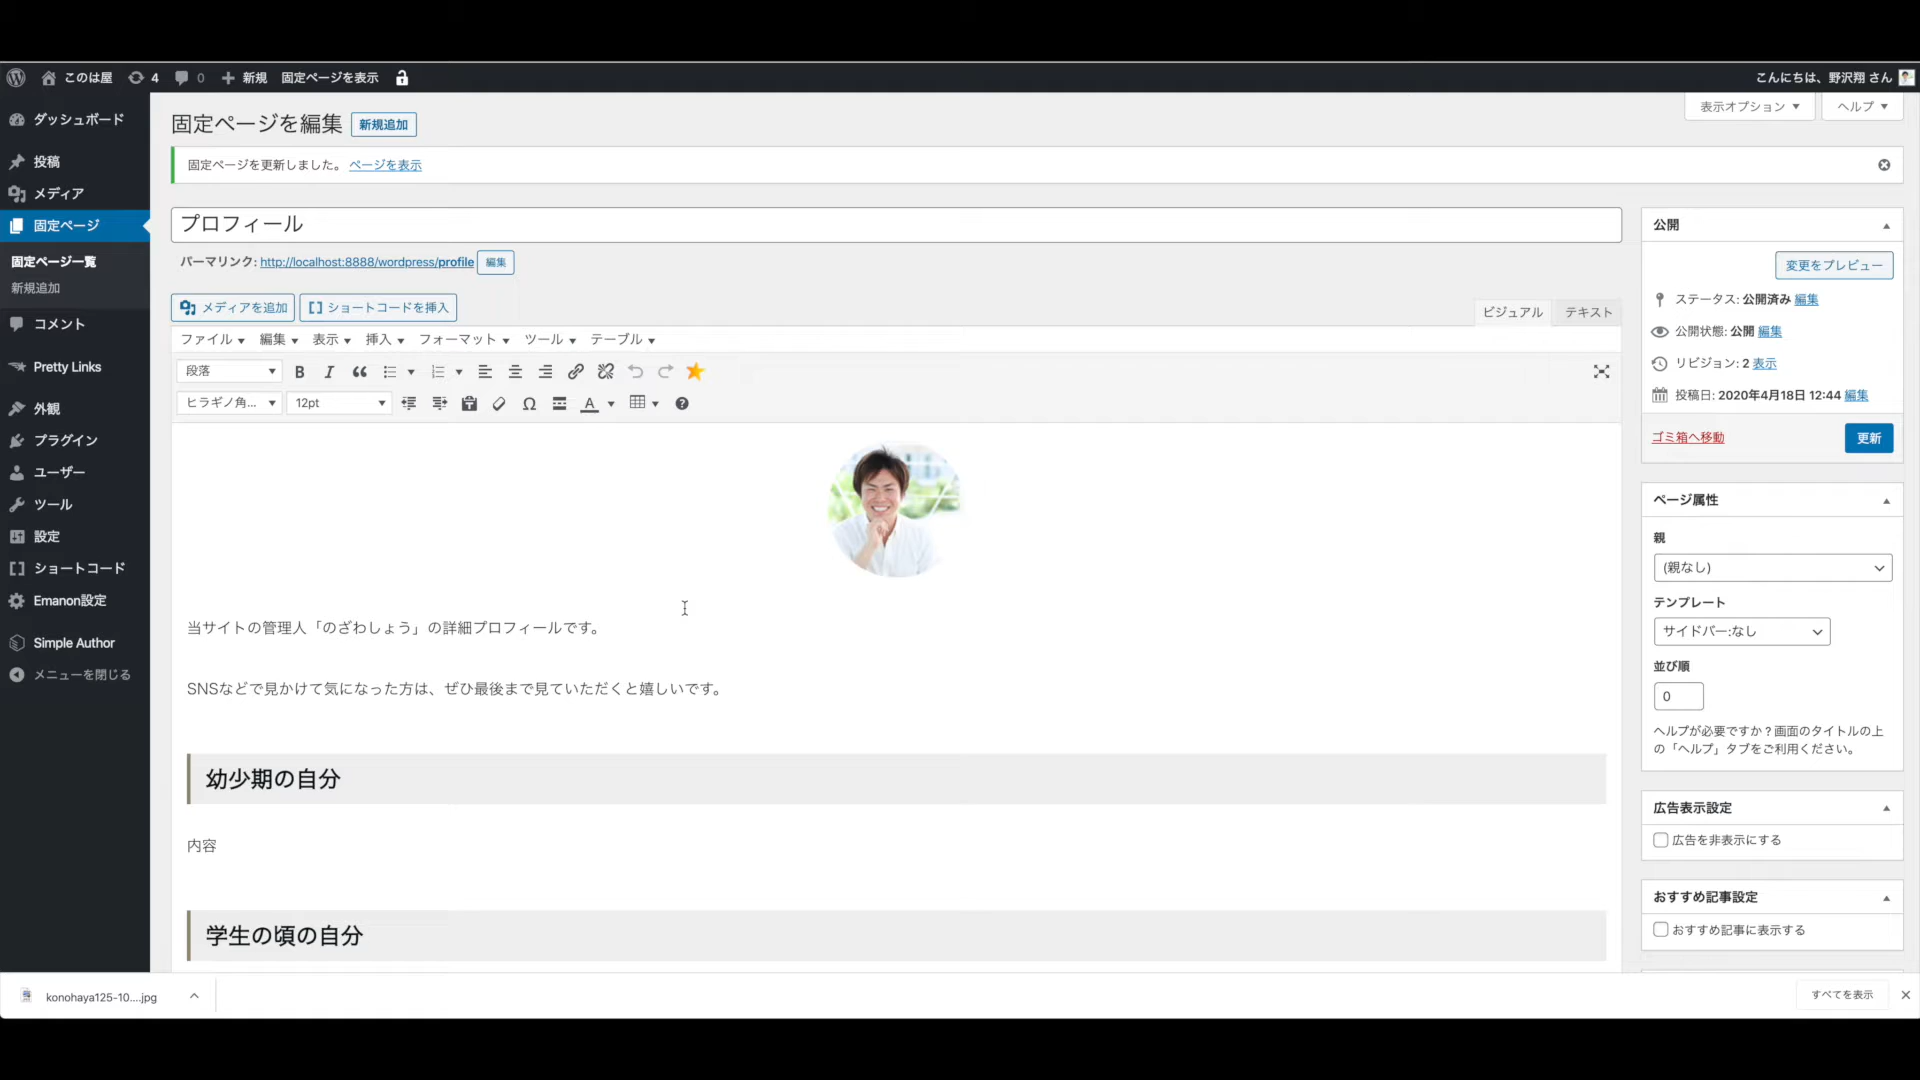 このは屋 4 0 新規 固定ページを表示 こんにちは、野沢翔 さん
表示オプション ヘルプ
ダッシュボード
投稿
メディア
固定ページ
固定ページ一覧
新規追加
コメント
Pretty Links
外観
プラグイン
ユーザー
ツール
設定
ショートコード
Emanon設定
Simple Author
メニューを閉じる
固定ページを編集 新規追加
固定ページを更新しました。 ページを表示
プロフィール
パーマリンク: http://localhost:8888/wordpress/profile 編集
メディアを追加 ショートコードを挿入
ビジュアル テキスト
ファイル 編集 表示 挿入 フォーマット ツール テーブル
段落
ヒラギノ角... 12pt
当サイトの管理人「のざわしょう」の詳細プロフィールです。
SNSなどで見かけて気になった方は、ぜひ最後まで見ていただくと嬉しいです。
幼少期の自分
内容
学生の頃の自分
公開
変更をプレビュー
ステータス: 公開済み 編集
公開状態: 公開 編集
リビジョン: 2 表示
投稿日: 2020年4月18日 12:44 編集
ゴミ箱へ移動 更新
ページ属性
親
(親なし)
テンプレート
サイドバー:なし
並び順
0
ヘルプが必要ですか ? 画面のタイトルの上
の「ヘルプ」タブをご利用ください。
広告表示設定
広告を非表示にする
おすすめ記事設定
おすすめ記事に表示する
konohaya125-10....jpg すべてを表示